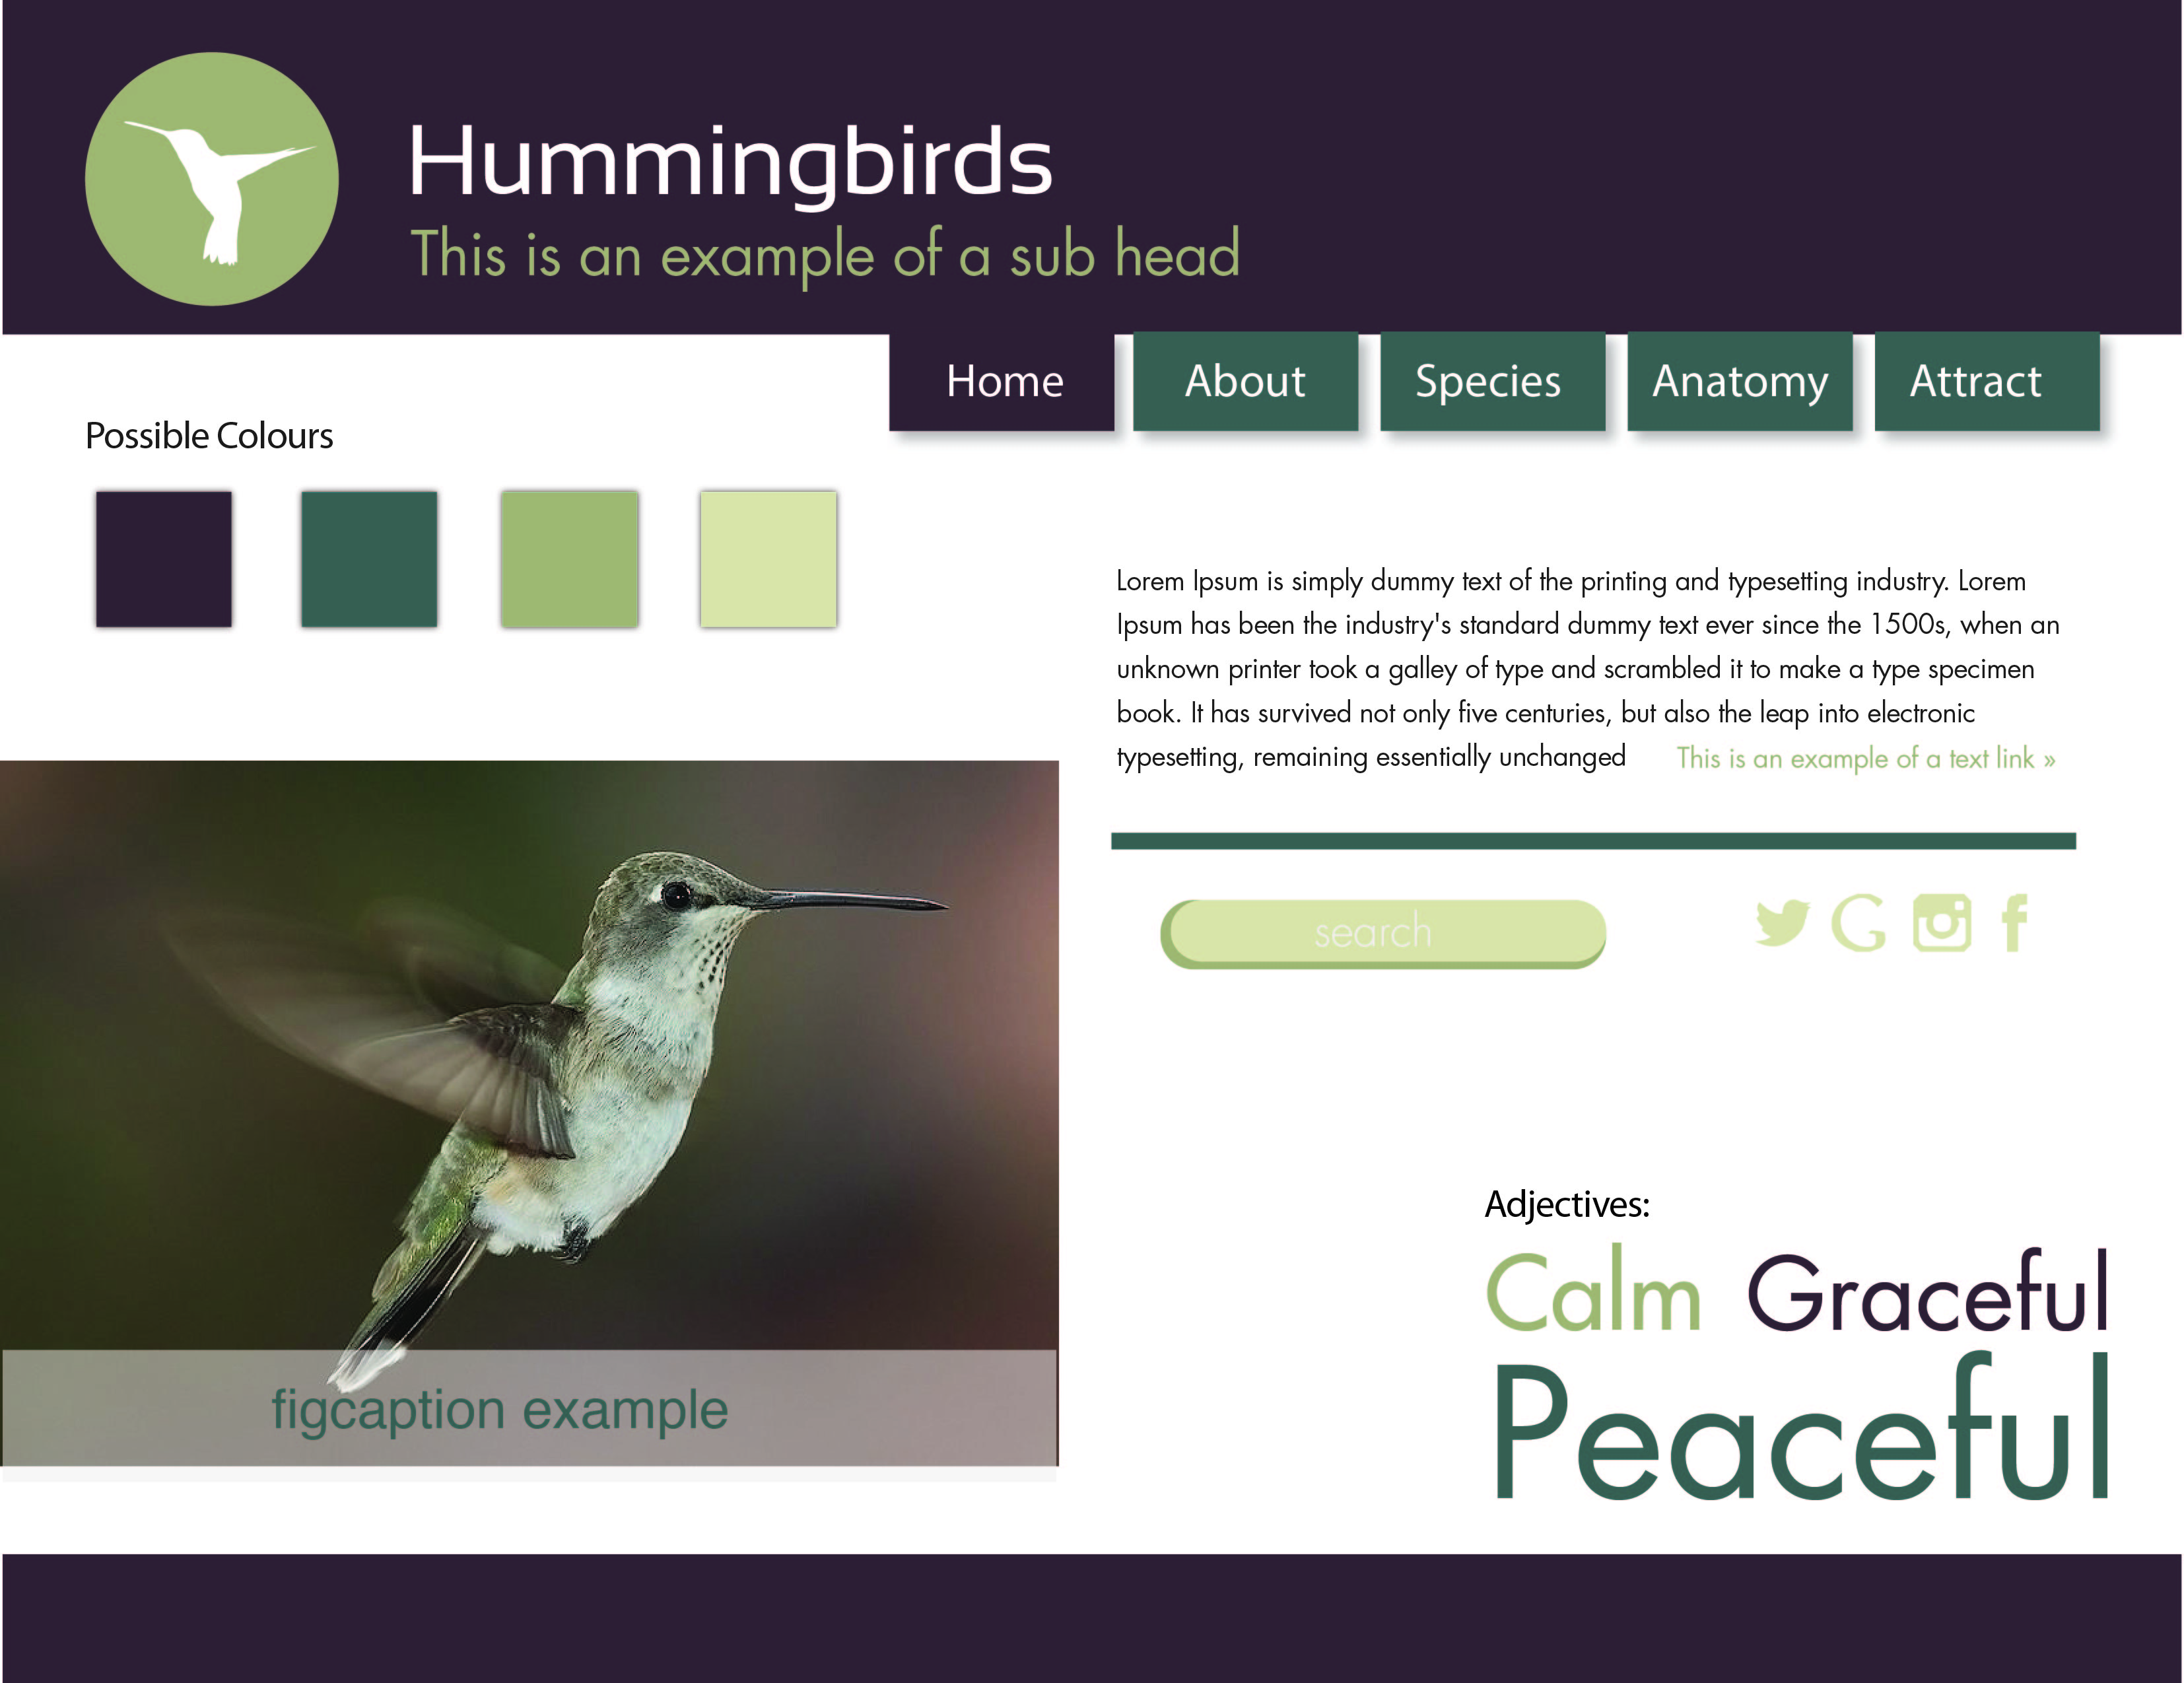 Hummingbirds
This is an example of a sub head
Home About Species Anatomy Attract
Possible Colours
Lorem Ipsum is simply dummy text of the printing and typesetting industry. Lorem
Ipsum has been the industry's standard dummy text ever since the 1500s, when an
unknown printer took a galley of type and scrambled it to make a type specimen
book. It has survived not only five centuries, but also the leap into electronic
typesetting, remaining essentially unchanged This is an example of a text link »
search
figcaption example
Adjectives:
Calm Graceful
Peaceful